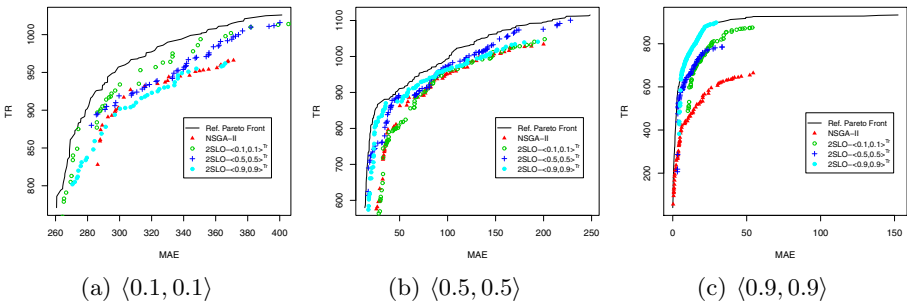 TR
1000
950
900
850
800
Ref. Pareto Front
NSGA−II
2SLO−<0.1,0.1>Tr
2SLO−<0.5,0.5>Tr
2SLO−<0.9,0.9>Tr
260 280 300 320 340 360 380 400
MAE
(a) ⟨0.1, 0.1⟩
TR
1100
1000
900
800
700
600
Ref. Pareto Front
NSGA−II
2SLO−<0.1,0.1>Tr
2SLO−<0.5,0.5>Tr
2SLO−<0.9,0.9>Tr
50 100 150 200 250
MAE
(b) ⟨0.5, 0.5⟩
TR
800
600
400
200
Ref. Pareto Front
NSGA−II
2SLO−<0.1,0.1>Tr
2SLO−<0.5,0.5>Tr
2SLO−<0.9,0.9>Tr
0 50 100 150
MAE
(c) ⟨0.9, 0.9⟩